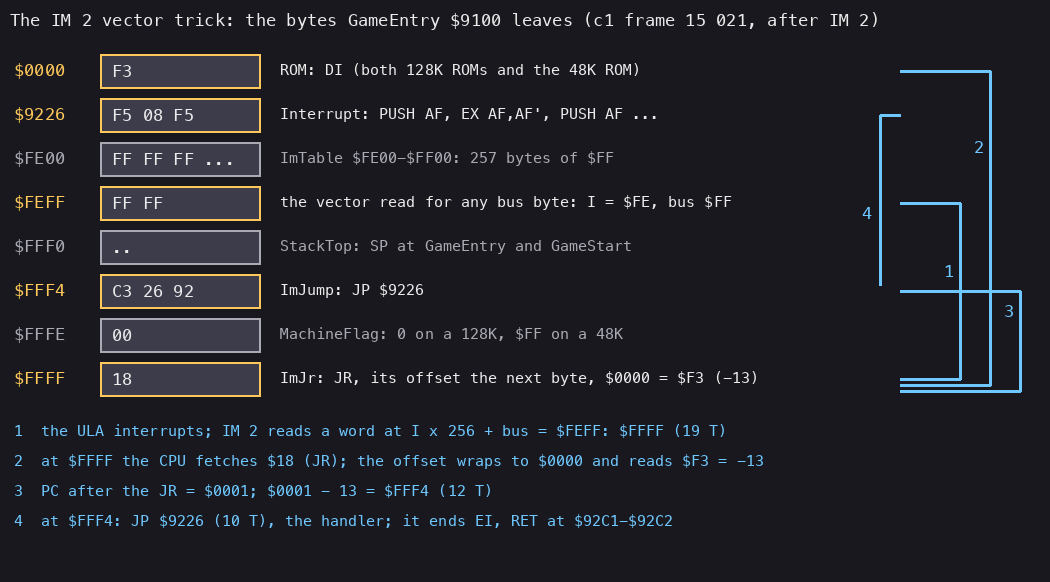 The IM 2 vector trick: the bytes GameEntry $9100 leaves (c1 frame 15 021, after IM 2)
$0000 F3 ROM: DI (both 128K ROMs and the 48K ROM)
$9226 F5 08 F5 Interrupt: PUSH AF, EX AF,AF', PUSH AF ...
2
$FE00 FF FF FF ... ImTable $FE00–$FF00: 257 bytes of $FF
$FEFF FF FF the vector read for any bus byte: I = $FE, bus $FF
4
$FFF0 .. StackTop: SP at GameEntry and GameStart
1
$FFF4 C3 26 92 ImJump: JP $9226
3
$FFFE 00 MachineFlag: 0 on a 128K, $FF on a 48K
$FFFF 18 ImJr: JR, its offset the next byte, $0000 = $F3 (−13)
1 the ULA interrupts; IM 2 reads a word at I x 256 + bus = $FEFF: $FFFF (19 T)
2 at $FFFF the CPU fetches $18 (JR); the offset wraps to $0000 and reads $F3 = −13
3 PC after the JR = $0001; $0001 − 13 = $FFF4 (12 T)
4 at $FFF4: JP $9226 (10 T), the handler; it ends EI, RET at $92C1–$92C2